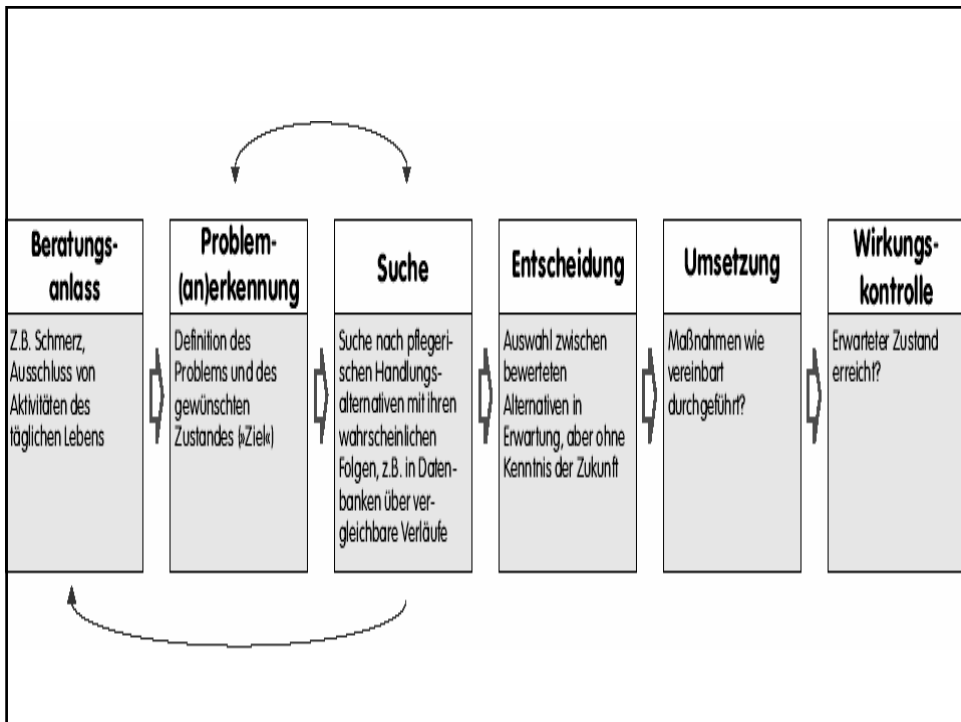 Beratungs-
anlass
Z.B. Schmerz,
Ausschluss von
Aktivitäten des
täglichen Lebens
Problem-
(an)erkennung
Definition des
Problems und des
gewünschten
Zustandes (»Ziel«)
Suche
Suche nach pflegeri-
schen Handlungs-
alternativen mit ihren
wahrscheinlichen
Folgen, z.B. in Daten-
banken über ver-
gleichbare Verläufe
Entscheidung
Auswahl zwischen
bewerteten
Alternativen in
Erwartung, aber ohne
Kenntnis der Zukunft
Umsetzung
Maßnahmen wie
vereinbart
durchgeführt?
Wirkungs-
kontrolle
Erwarteter Zustand
erreicht?